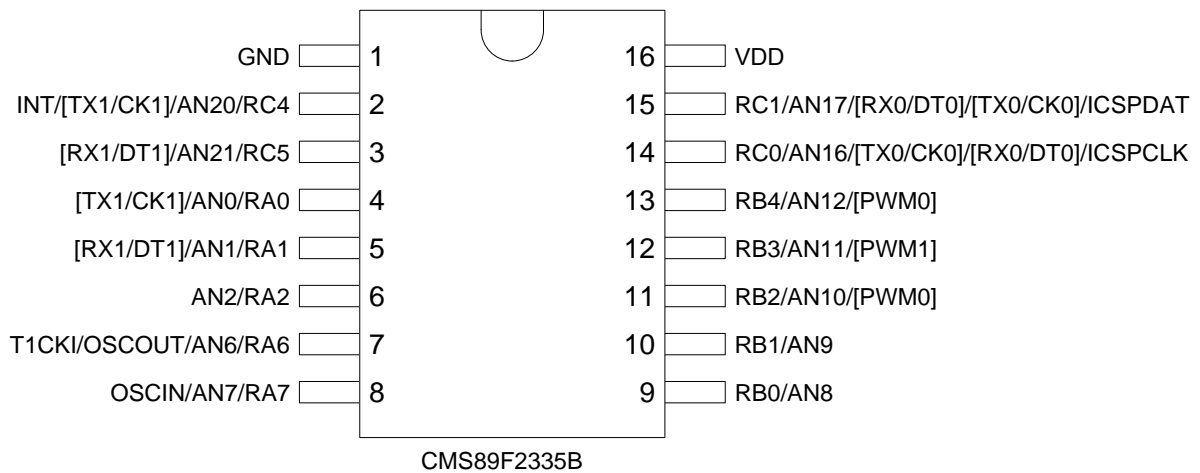 GND 1 16 VDD
INT/[TX1/CK1]/AN20/RC4 2 15 RC1/AN17/[RX0/DT0]/[TX0/CK0]/ICSPDAT
[RX1/DT1]/AN21/RC5 3 14 RC0/AN16/[TX0/CK0]/[RX0/DT0]/ICSPCLK
[TX1/CK1]/AN0/RA0 4 13 RB4/AN12/[PWM0]
[RX1/DT1]/AN1/RA1 5 12 RB3/AN11/[PWM1]
AN2/RA2 6 11 RB2/AN10/[PWM0]
T1CKI/OSCOUT/AN6/RA6 7 10 RB1/AN9
OSCIN/AN7/RA7 8 9 RB0/AN8
CMS89F2335B